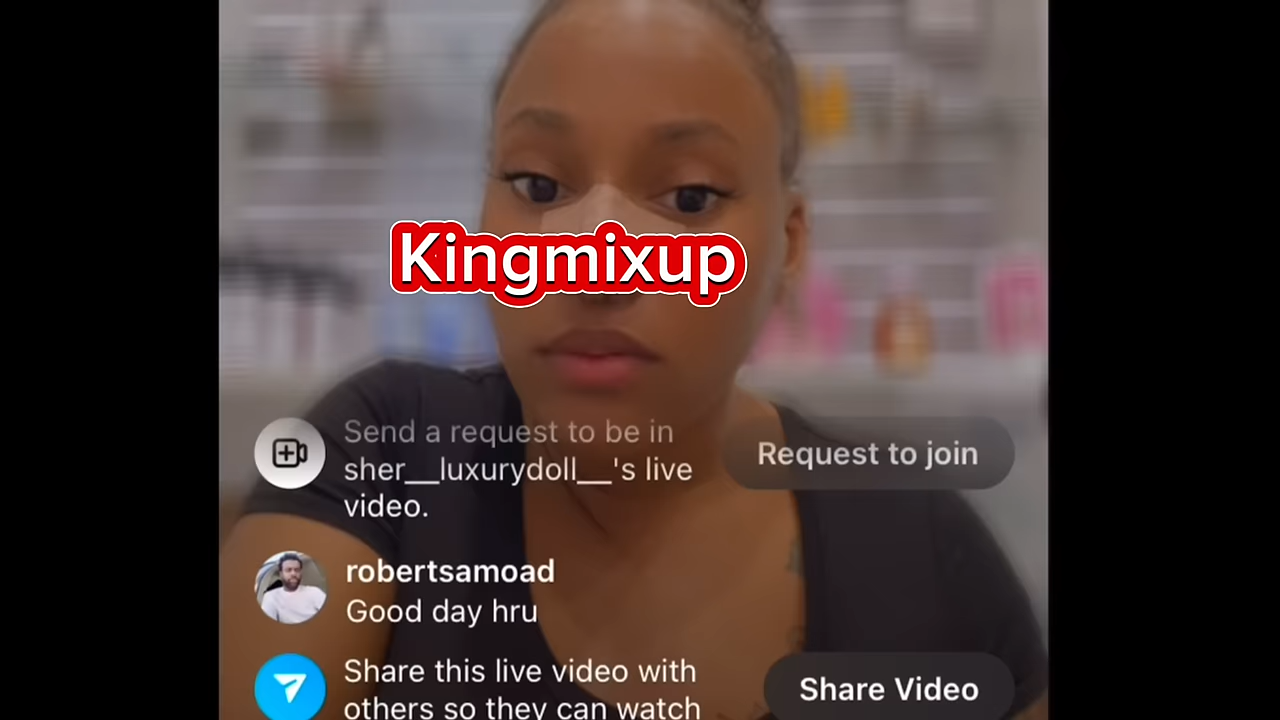 Kingmixup
Send a request to be in
sher__luxurydoll__'s live
video.
Request to join
robertsamoad
Good day hru
Share this live video with
others so they can watch
Share Video